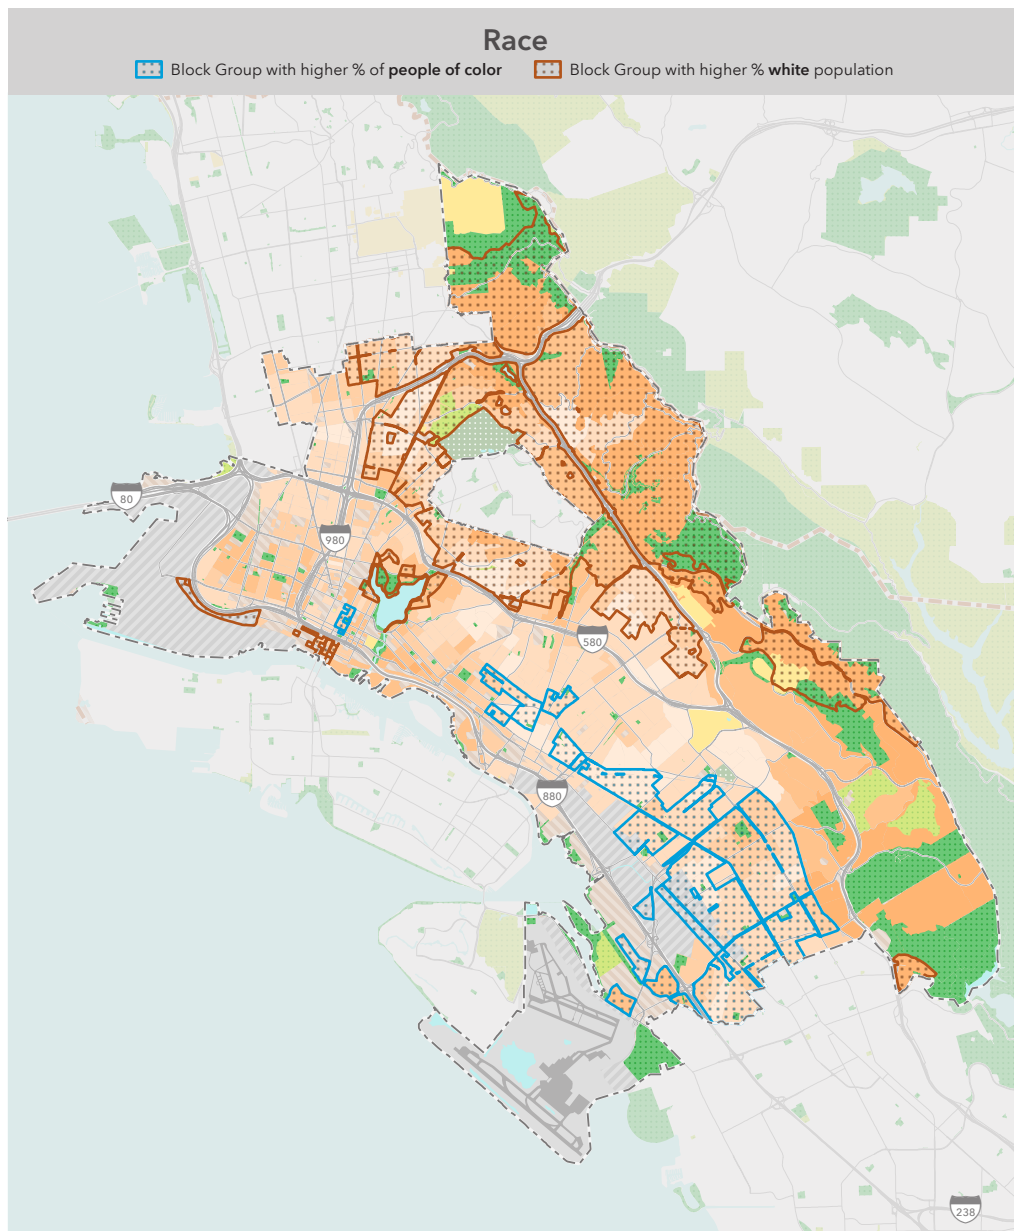 Race
Block Group with higher % of people of color
Block Group with higher % white population
80
980
580
880
238